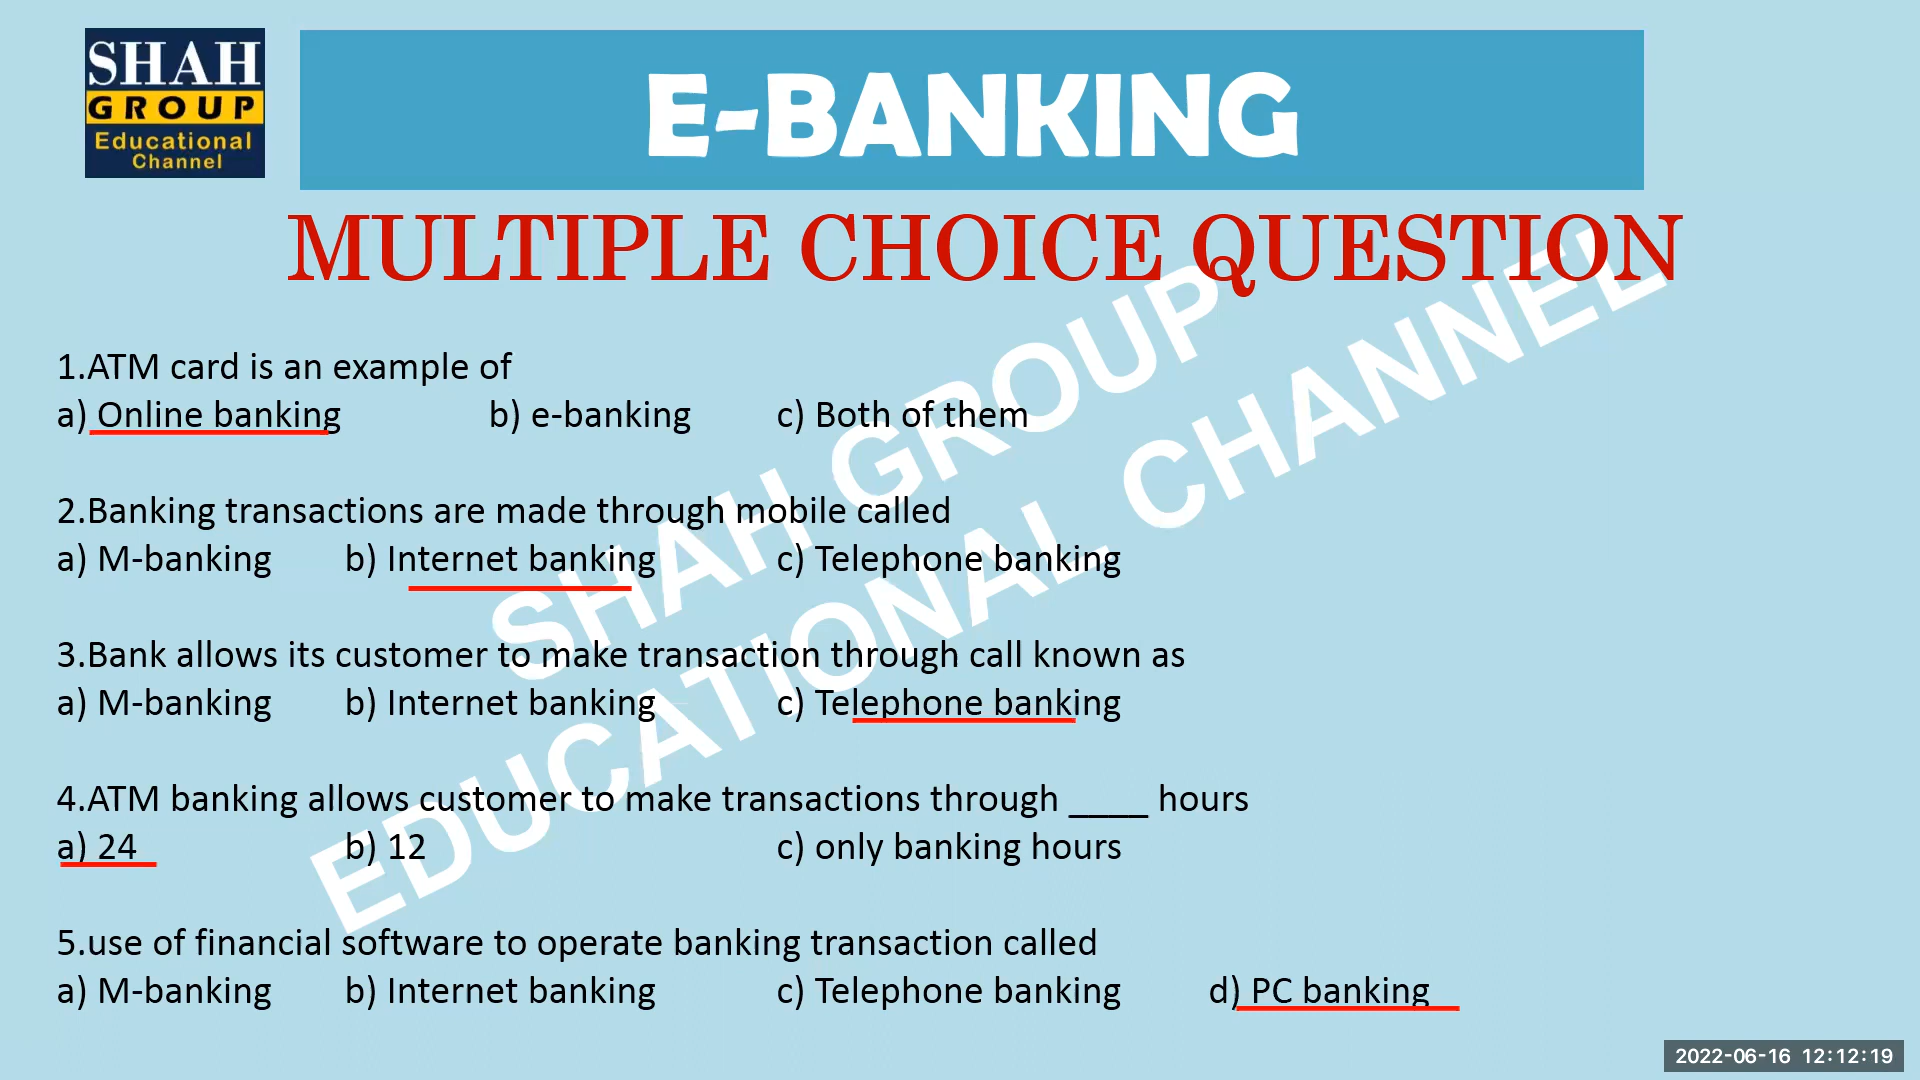 SHAH
GROUP
Educational
Channel
E-BANKING
MULTIPLE CHOICE QUESTION
1.ATM card is an example of
a) Online banking b) e-banking c) Both of them
2.Banking transactions are made through mobile called
a) M-banking b) Internet banking c) Telephone banking
3.Bank allows its customer to make transaction through call known as
a) M-banking b) Internet banking c) Telephone banking
4.ATM banking allows customer to make transactions through ____ hours
a) 24 b) 12 c) only banking hours
5.use of financial software to operate banking transaction called
a) M-banking b) Internet banking c) Telephone banking d) PC banking
SHAH GROUP
EDUCATIONAL CHANNEL
2022-06-16 12:12:19